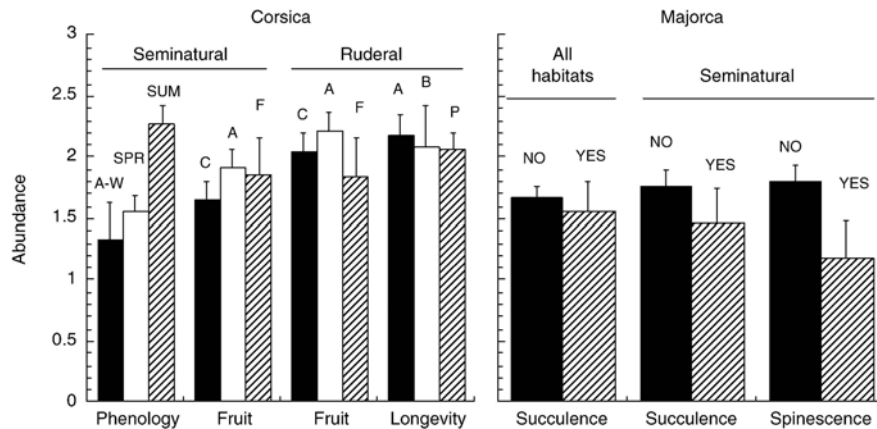 Corsica
Majorca
3
2.5
2
1.5
1
0.5
0
Abundance
Seminatural
Ruderal
All
habitats
Seminatural
A-W
SPR
SUM
C
A
F
C
A
F
A
B
P
NO
YES
NO
YES
NO
YES
Phenology
Fruit
Fruit
Longevity
Succulence
Succulence
Spinescence